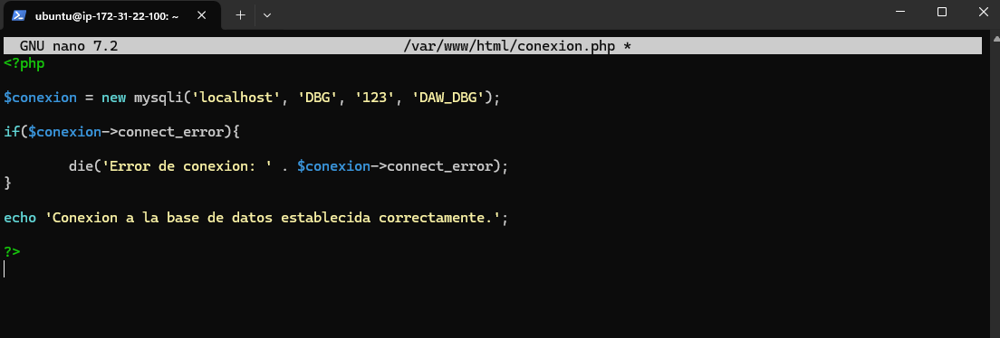 ubuntu@ip-172-31-22-100: ~
GNU nano 7.2 /var/www/html/conexion.php *
<?php
$conexion = new mysqli('localhost', 'DBG', '123', 'DAW_DBG');
if($conexion->connect_error){
die('Error de conexion: ' . $conexion->connect_error);
}
echo 'Conexion a la base de datos establecida correctamente.';
?>